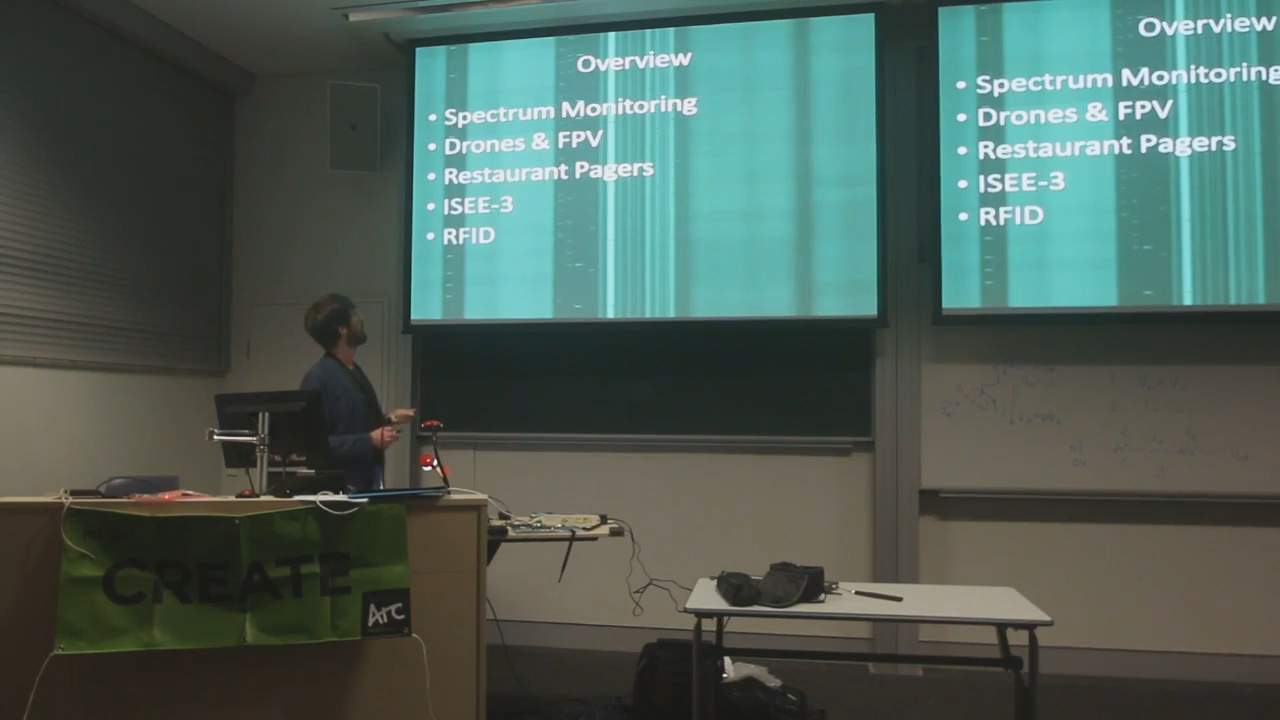 Overview
• Spectrum Monitoring
• Drones & FPV
• Restaurant Pagers
• ISEE-3
• RFID
Overview
• Spectrum Monitoring
• Drones & FPV
• Restaurant Pagers
• ISEE-3
• RFID
CREATE
Arc